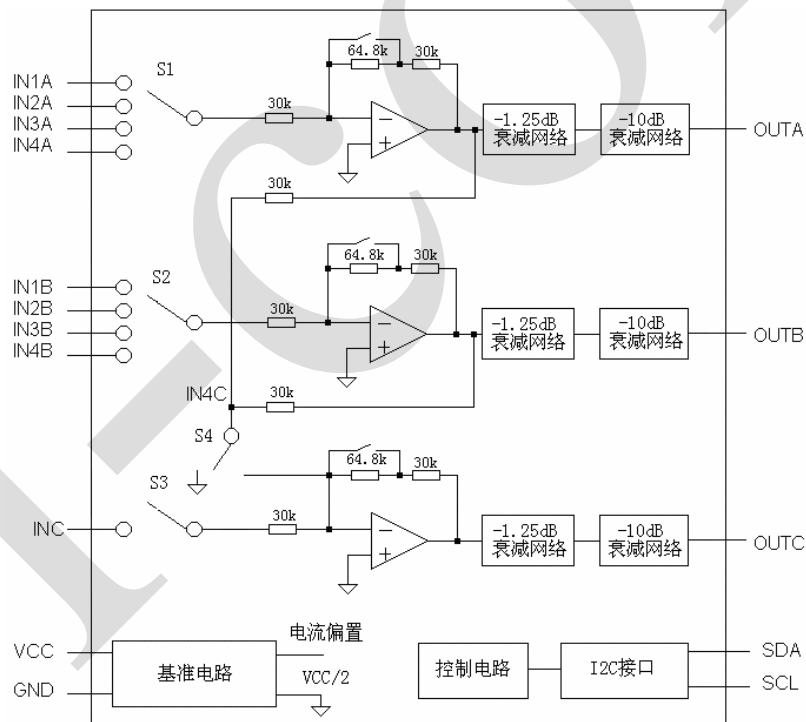 64.8k
30k
S1
IN1A
IN2A
IN3A
IN4A
30k
-1.25dB
衰减网络
-10dB
衰减网络
OUTA
30k
64.8k
30k
S2
IN1B
IN2B
IN3B
IN4B
30k
-1.25dB
衰减网络
-10dB
衰减网络
OUTB
IN4C
30k
S4
64.8k
30k
S3
INC
30k
-1.25dB
衰减网络
-10dB
衰减网络
OUTC
VCC
GND
基准电路
电流偏置
VCC/2
控制电路
I2C接口
SDA
SCL